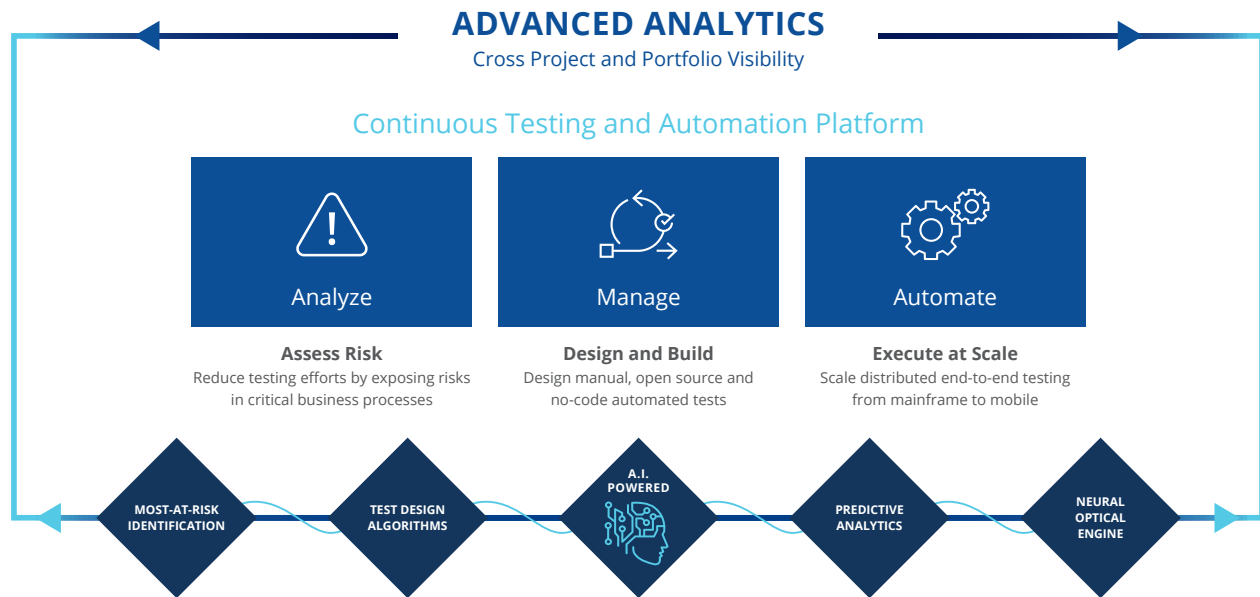 ADVANCED ANALYTICS
Cross Project and Portfolio Visibility
Continuous Testing and Automation Platform
Analyze
Manage
Automate
Assess Risk
Reduce testing efforts by exposing risks
in critical business processes
Design and Build
Design manual, open source and
no-code automated tests
Execute at Scale
Scale distributed end-to-end testing
from mainframe to mobile
MOST-AT-RISK
IDENTIFICATION
TEST DESIGN
ALGORITHMS
A.I.
POWERED
PREDICTIVE
ANALYTICS
NEURAL
OPTICAL
ENGINE